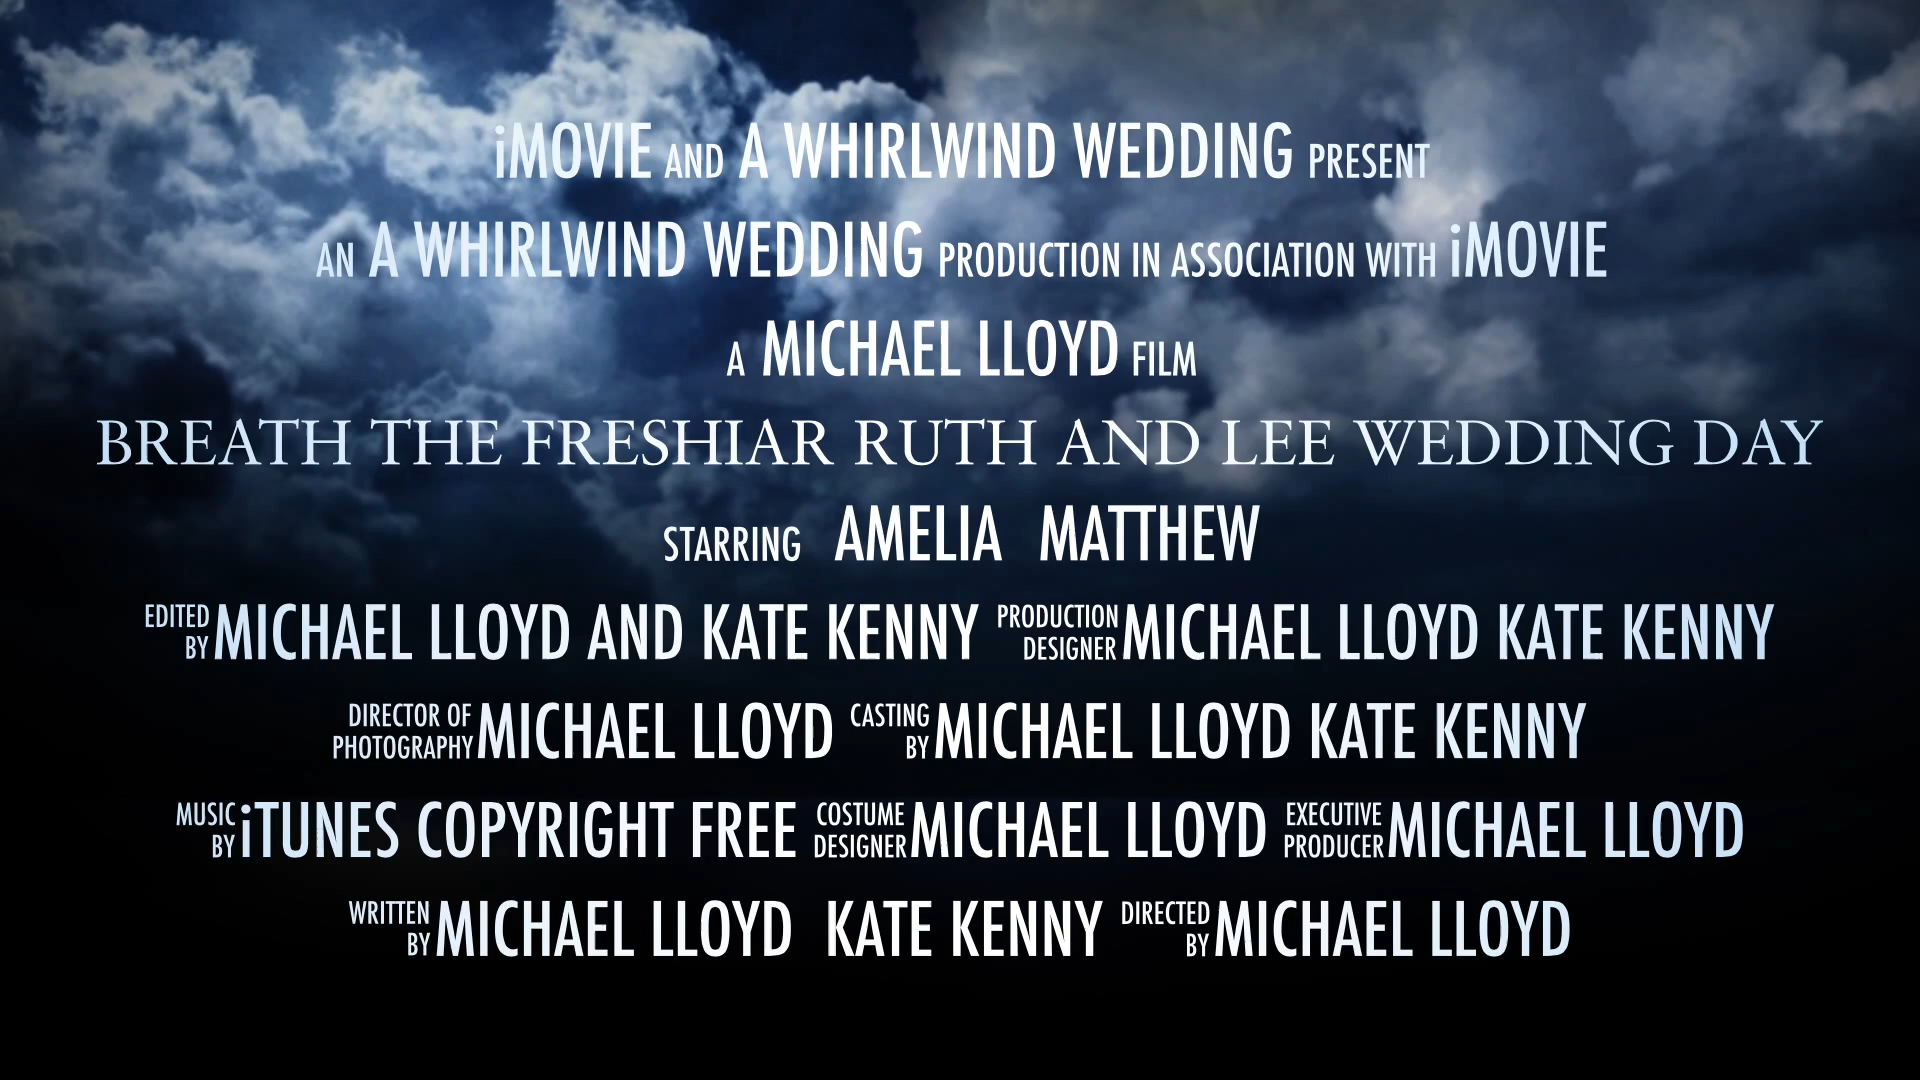 iMOVIE AND A WHIRLWIND WEDDING PRESENT
AN A WHIRLWIND WEDDING PRODUCTION IN ASSOCIATION WITH iMOVIE
A MICHAEL LLOYD FILM
BREATH THE FRESHIAR RUTH AND LEE WEDDING DAY
STARRING AMELIA MATTHEW
EDITED BY MICHAEL LLOYD AND KATE KENNY PRODUCTION DESIGNER MICHAEL LLOYD KATE KENNY
DIRECTOR OF PHOTOGRAPHY MICHAEL LLOYD CASTING BY MICHAEL LLOYD KATE KENNY
MUSIC BY iTUNES COPYRIGHT FREE COSTUME DESIGNER MICHAEL LLOYD EXECUTIVE PRODUCER MICHAEL LLOYD
WRITTEN BY MICHAEL LLOYD KATE KENNY DIRECTED BY MICHAEL LLOYD